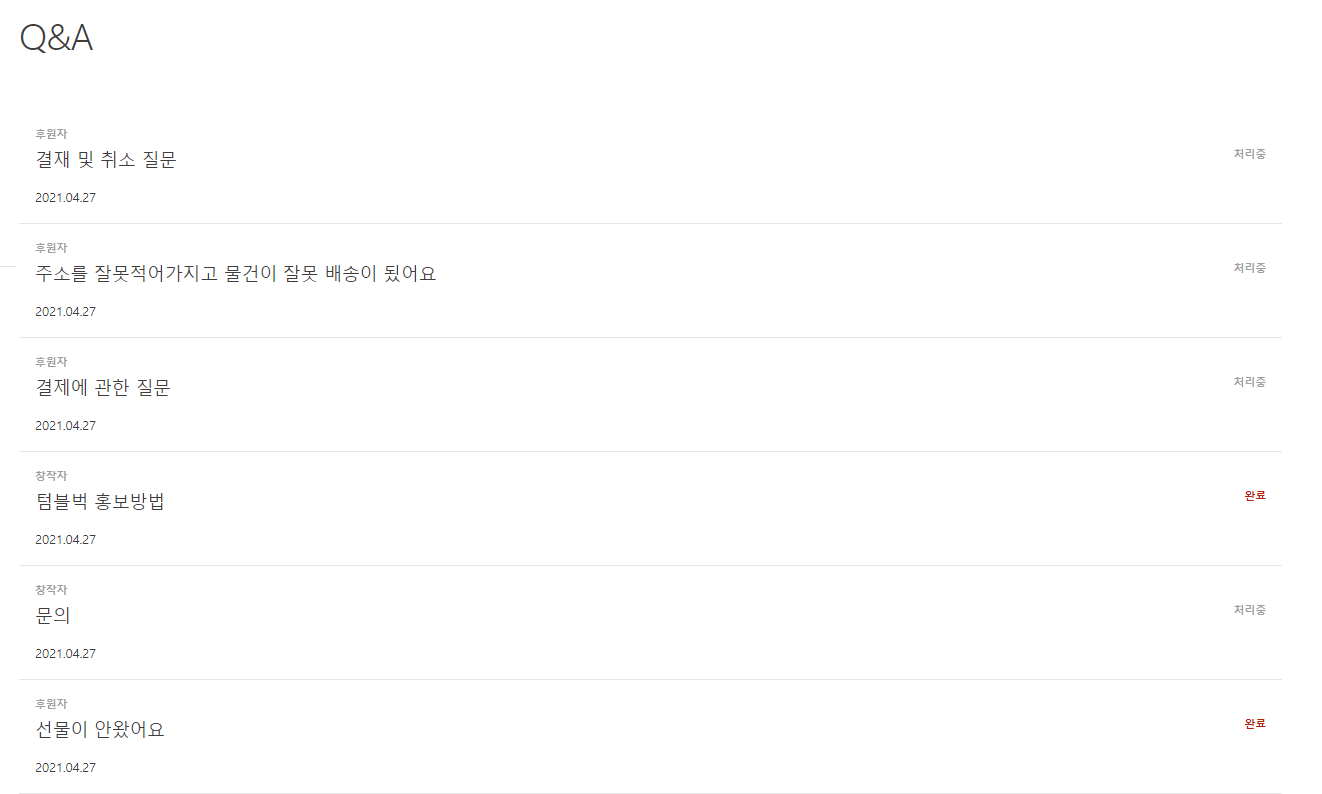 Q&A
후원자
결재 및 취소 질문
처리중
2021.04.27
후원자
주소를 잘못적어가지고 물건이 잘못 배송이 됬어요
처리중
2021.04.27
후원자
결제에 관한 질문
처리중
2021.04.27
창작자
텀블벅 홍보방법
완료
2021.04.27
창작자
문의
처리중
2021.04.27
후원자
선물이 안왔어요
완료
2021.04.27